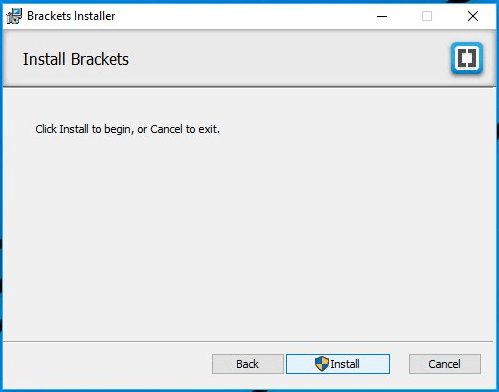 Brackets Installer
Install Brackets
Click Install to begin, or Cancel to exit.
Back
Install
Cancel